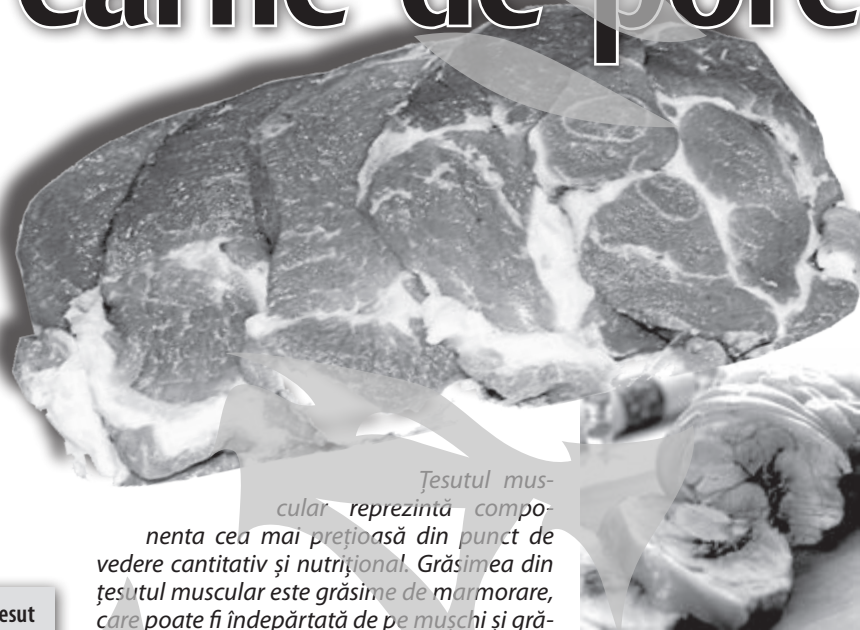 carne de porc
Țesutul mus-
cular reprezintă compo-
nenta cea mai prețioasă din punct de
vedere cantitativ și nutrițional. Grăsimea din
țesutul muscular este grăsime de marmorare,
care poate fi îndepărtată de pe mușchi și gră-
esut